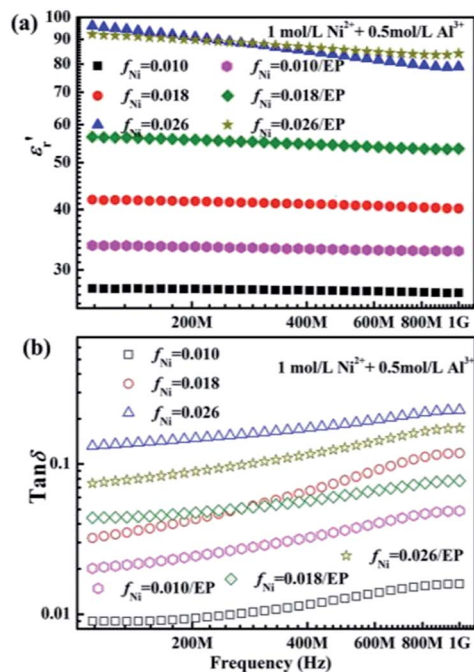 (a)
1 mol/L Ni²⁺ + 0.5mol/L Al³⁺
f_Ni=0.010 f_Ni=0.010/EP
f_Ni=0.018 f_Ni=0.018/EP
f_Ni=0.026 f_Ni=0.026/EP
εr'
100
90
80
70
60
50
40
30
200M 400M 600M 800M 1G
(b)
f_Ni=0.010
1 mol/L Ni²⁺ + 0.5mol/L Al³⁺
f_Ni=0.018
f_Ni=0.026
Tanδ
0.1
0.01
f_Ni=0.026/EP
f_Ni=0.010/EP f_Ni=0.018/EP
200M 400M 600M 800M 1G
Frequency (Hz)